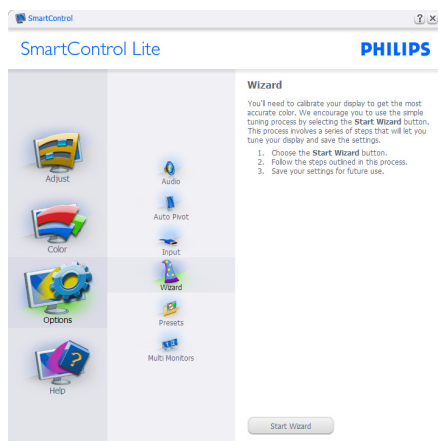 SmartControl
SmartControl Lite
PHILIPS
Adjust
Color
Options
Help
Audio
Auto Pivot
Input
Wizard
Presets
Multi Monitors
Wizard
You'll need to calibrate your display to get the most
accurate color. We encourage you to use the simple
tuning process by selecting the Start Wizard button.
This process involves a series of steps that will let you
tune your display and save the settings.
1. Choose the Start Wizard button.
2. Follow the steps outlined in this process.
3. Save your settings for future use.
Start Wizard